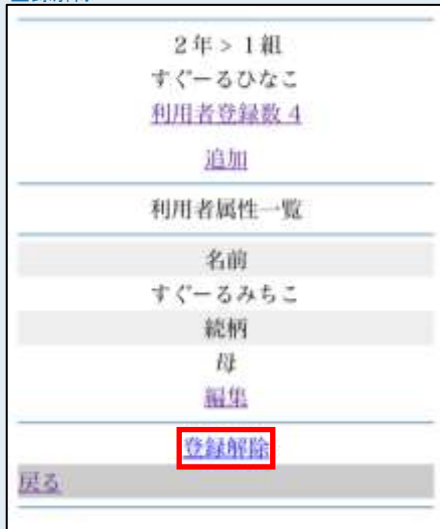 2年 > 1組
すぐーるひなこ
利用者登録数 4
追加
利用者属性一覧
名前
すぐーるみちこ
続柄
母
編集
登録解除
戻る